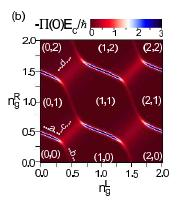 (b)
-Π(0)E_c/ℏ
0 1 2 3
2.0
(0,2) (1,2) (2,2)
1.5
d
n_g^R
1.0
(0,1) (1,1) (2,1)
0.5
a c
b
(0,0) (1,0) (2,0)
0.0
0.0 0.5 1.0 1.5 2.0
n_g^L